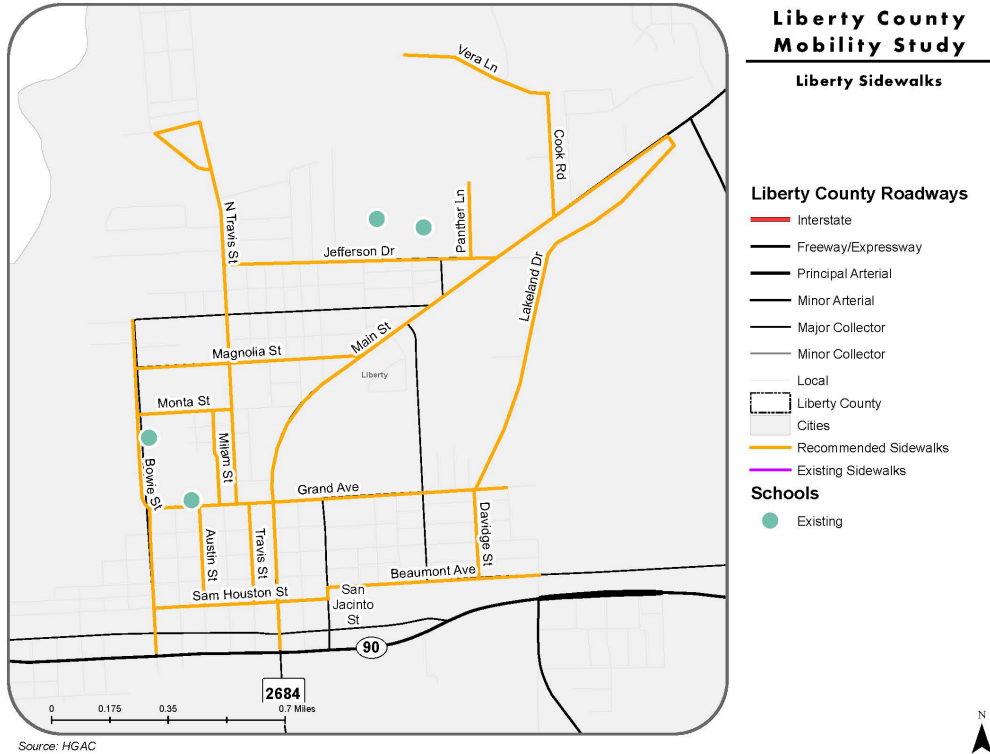 Liberty County
Mobility Study
Liberty Sidewalks
Vera Ln
Cook Rd
N Travis St
Panther Ln
Jefferson Dr
Lakeland Dr
Main St
Magnolia St
Liberty
Monta St
Milam St
Bowie St
Grand Ave
Davidge St
Austin St
Travis St
Beaumont Ave
Sam Houston St
San
Jacinto
St
90
2684
0 0.175 0.35 0.7 Miles
Source: HGAC
Liberty County Roadways
Interstate
Freeway/Expressway
Principal Arterial
Minor Arterial
Major Collector
Minor Collector
Local
Liberty County
Cities
Recommended Sidewalks
Existing Sidewalks
Schools
Existing
N